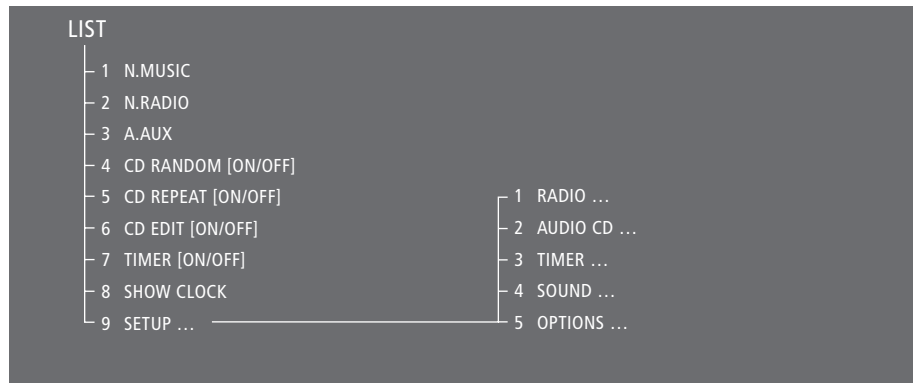 LIST
1 N.MUSIC
2 N.RADIO
3 A.AUX
4 CD RANDOM [ON/OFF]
5 CD REPEAT [ON/OFF]
6 CD EDIT [ON/OFF]
7 TIMER [ON/OFF]
8 SHOW CLOCK
9 SETUP …
1 RADIO …
2 AUDIO CD …
3 TIMER …
4 SOUND …
5 OPTIONS …